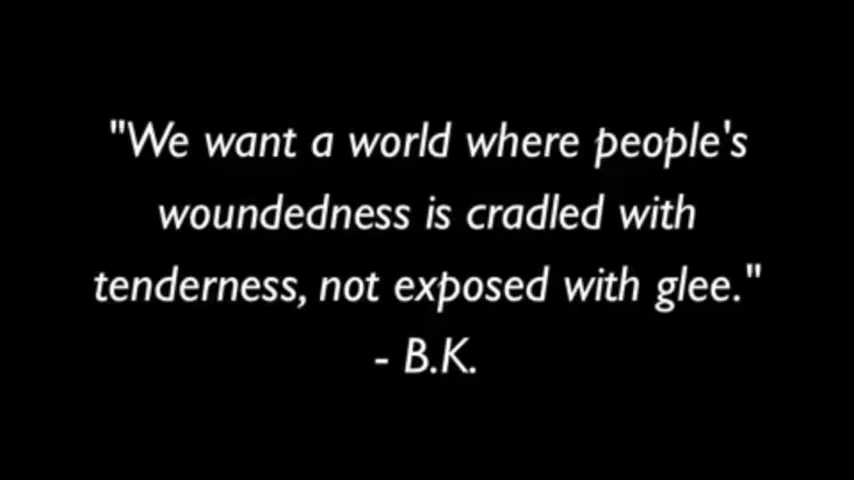 "We want a world where people's
woundedness is cradled with
tenderness, not exposed with glee."
- B.K.